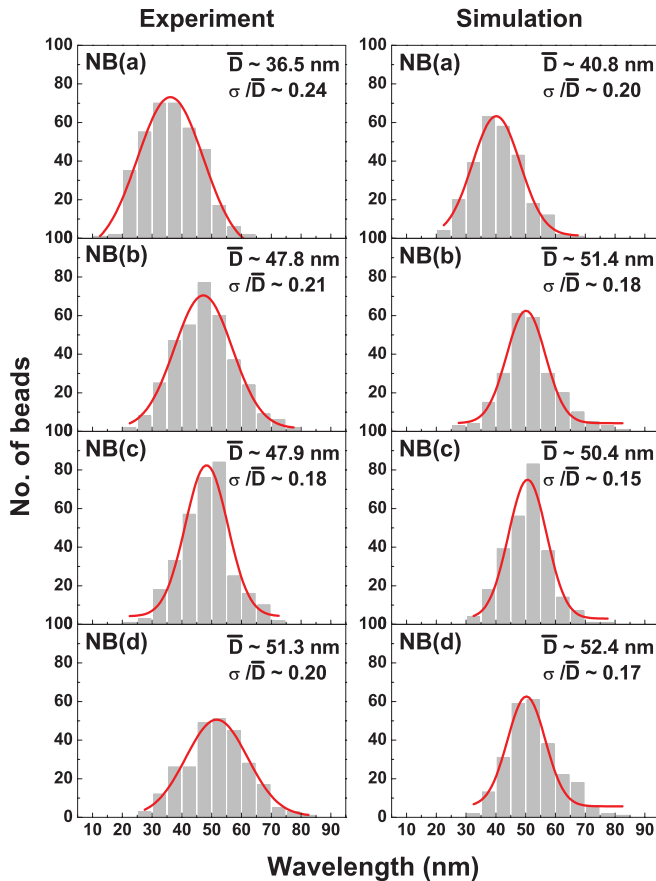 Experiment
Simulation
No. of beads
100
80
60
40
20
NB(a)
D̅ ~ 36.5 nm
σ /D̅ ~ 0.24
100
80
60
40
20
NB(a)
D̅ ~ 40.8 nm
σ /D̅ ~ 0.20
100
80
60
40
20
NB(b)
D̅ ~ 47.8 nm
σ /D̅ ~ 0.21
100
80
60
40
20
NB(b)
D̅ ~ 51.4 nm
σ /D̅ ~ 0.18
100
80
60
40
20
NB(c)
D̅ ~ 47.9 nm
σ /D̅ ~ 0.18
100
80
60
40
20
NB(c)
D̅ ~ 50.4 nm
σ /D̅ ~ 0.15
100
80
60
40
20
0
NB(d)
D̅ ~ 51.3 nm
σ /D̅ ~ 0.20
100
80
60
40
20
0
NB(d)
D̅ ~ 52.4 nm
σ /D̅ ~ 0.17
10 20 30 40 50 60 70 80 90
10 20 30 40 50 60 70 80 90
Wavelength (nm)